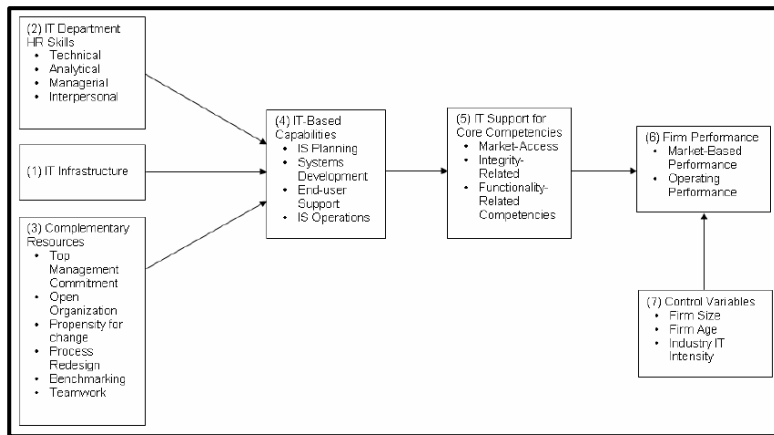 (2) IT Department
HR Skills
• Technical
• Analytical
• Managerial
• Interpersonal
(1) IT Infrastructure
(3) Complementary
Resources
• Top
Management
Commitment
• Open
Organization
• Propensity for
change
• Process
Redesign
• Benchmarking
• Teamwork
(4) IT-Based
Capabilities
• IS Planning
• Systems
Development
• End-user
Support
• IS Operations
(5) IT Support for
Core Competencies
• Market-Access
• Integrity-
Related
• Functionality-
Related
Competencies
(6) Firm Performance
• Market-Based
Performance
• Operating
Performance
(7) Control Variables
• Firm Size
• Firm Age
• Industry IT
Intensity